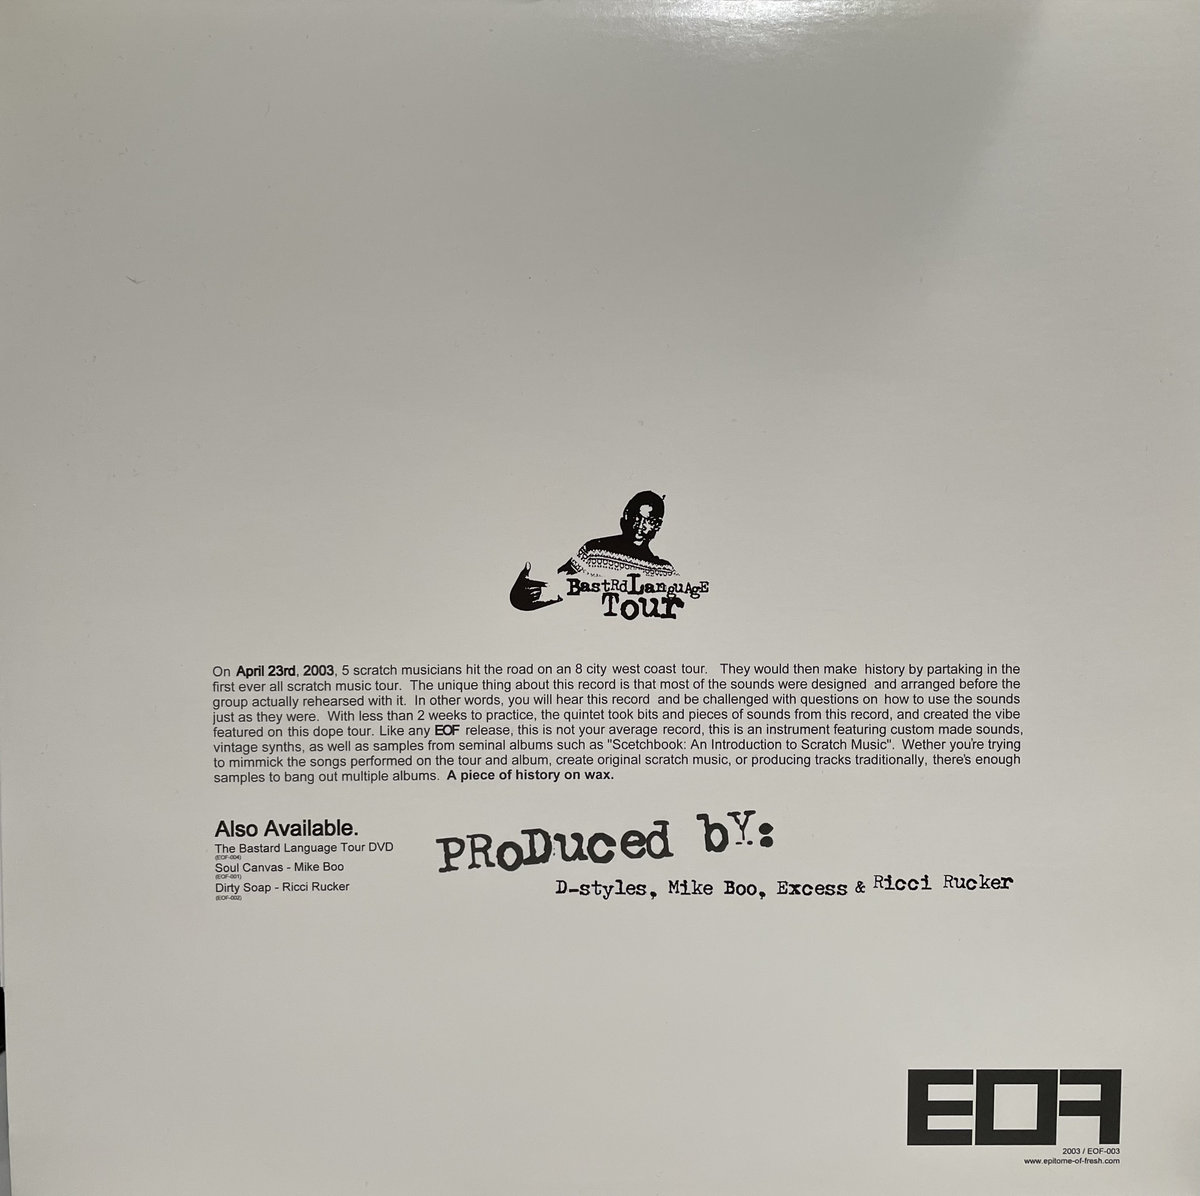 BastRdLanguAgE
Tour
On April 23rd, 2003, 5 scratch musicians hit the road on an 8 city west coast tour. They would then make history by partaking in the
first ever all scratch music tour. The unique thing about this record is that most of the sounds were designed and arranged before the
group actually rehearsed with it. In other words, you will hear this record and be challenged with questions on how to use the sounds
just as they were. With less than 2 weeks to practice, the quintet took bits and pieces of sounds from this record, and created the vibe
featured on this dope tour. Like any EOF release, this is not your average record, this is an instrument featuring custom made sounds,
vintage synths, as well as samples from seminal albums such as "Scetchbook: An Introduction to Scratch Music". Wether you're trying
to mimmick the songs performed on the tour and album, create original scratch music, or producing tracks traditionally, there's enough
samples to bang out multiple albums. A piece of history on wax.
Also Available.
The Bastard Language Tour DVD
(EOF-004)
Soul Canvas - Mike Boo
(EOF-001)
Dirty Soap - Ricci Rucker
(EOF-002)
PRoDuced bY:
D-styles, Mike Boo, Excess & Ricci Rucker
EOF
2003 / EOF-003
www.epitome-of-fresh.com